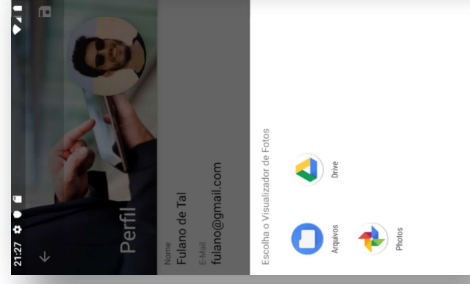 21:27
Perfil
Nome
Fulano de Tal
E-Mail
fulano@gmail.com
Escolha o Visualizador de Fotos
Arquivos
Drive
Photos